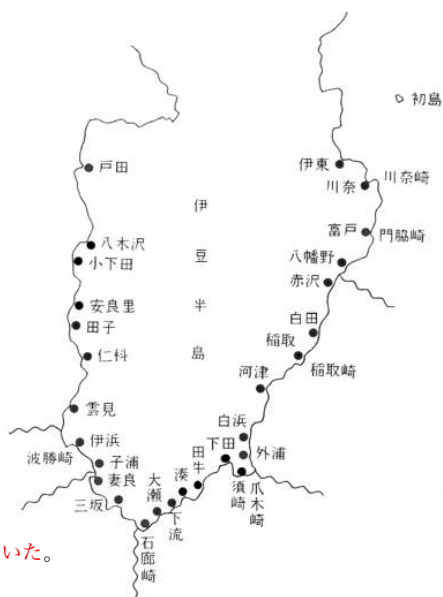 初島
伊東
川奈
川奈崎
富戸
門脇崎
八幡野
赤沢
白田
稲取
稲取崎
河津
白浜
外浦
下田
須崎
爪木崎
田牛
湊
下流
大瀬
石廊崎
三坂
妻良
子浦
波勝崎
伊浜
雲見
仁科
田子
安良里
小下田
八木沢
戸田
伊豆半島
いた。